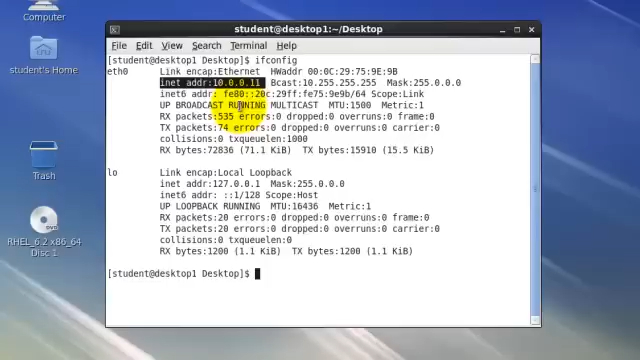 Computer
student's Home
Trash
RHEL_6.2 x86_64
Disc 1
student@desktop1:~/Desktop
File Edit View Search Terminal Help
[student@desktop1 Desktop]$ ifconfig
eth0 Link encap:Ethernet HWaddr 00:0C:29:75:9E:9B
inet addr:10.0.0.11 Bcast:10.255.255.255 Mask:255.0.0.0
inet6 addr: fe80::20c:29ff:fe75:9e9b/64 Scope:Link
UP BROADCAST RUNNING MULTICAST MTU:1500 Metric:1
RX packets:535 errors:0 dropped:0 overruns:0 frame:0
TX packets:74 errors:0 dropped:0 overruns:0 carrier:0
collisions:0 txqueuelen:1000
RX bytes:72836 (71.1 KiB) TX bytes:15910 (15.5 KiB)
lo Link encap:Local Loopback
inet addr:127.0.0.1 Mask:255.0.0.0
inet6 addr: ::1/128 Scope:Host
UP LOOPBACK RUNNING MTU:16436 Metric:1
RX packets:20 errors:0 dropped:0 overruns:0 frame:0
TX packets:20 errors:0 dropped:0 overruns:0 carrier:0
collisions:0 txqueuelen:0
RX bytes:1200 (1.1 KiB) TX bytes:1200 (1.1 KiB)
[student@desktop1 Desktop]$